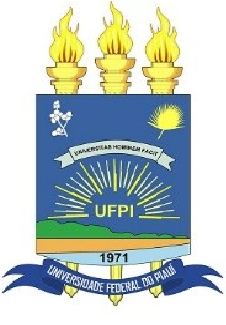 UNIVERSITAS HOMINEM FACIT
UFPI
1971
UNIVERSIDADE FEDERAL DO PIAUÍ